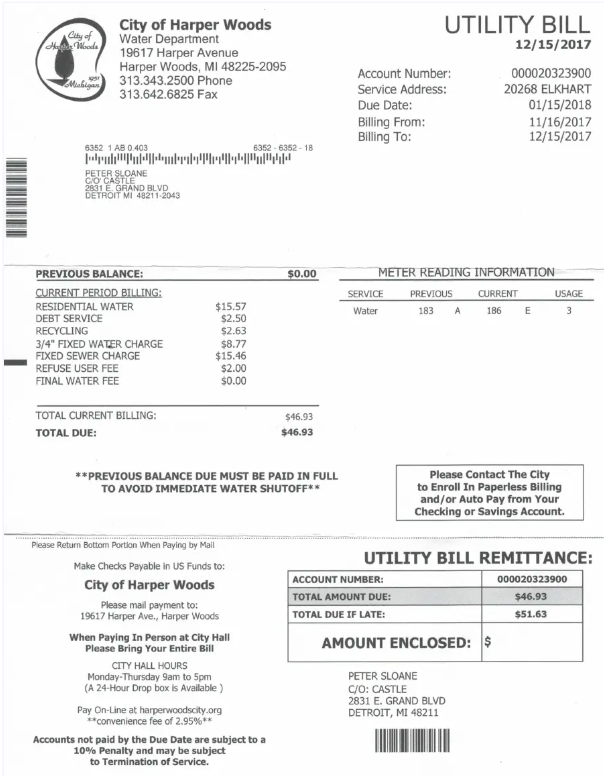 City of
Harper Woods
1951
Michigan
City of Harper Woods
Water Department
19617 Harper Avenue
Harper Woods, MI 48225-2095
313.343.2500 Phone
313.642.6825 Fax
UTILITY BILL
12/15/2017
Account Number: 000020323900
Service Address: 20268 ELKHART
Due Date: 01/15/2018
Billing From: 11/16/2017
Billing To: 12/15/2017
6352 1 AB 0.403 6352 - 6352 - 18
PETER SLOANE
C/O' CASTLE
2831 E. GRAND BLVD
DETROIT MI 48211-2043
PREVIOUS BALANCE: $0.00
CURRENT PERIOD BILLING:
RESIDENTIAL WATER $15.57
DEBT SERVICE $2.50
RECYCLING $2.63
3/4" FIXED WATER CHARGE $8.77
FIXED SEWER CHARGE $15.46
REFUSE USER FEE $2.00
FINAL WATER FEE $0.00
TOTAL CURRENT BILLING: $46.93
TOTAL DUE: $46.93
METER READING INFORMATION
SERVICE PREVIOUS CURRENT USAGE
Water 183 A 186 E 3
**PREVIOUS BALANCE DUE MUST BE PAID IN FULL
TO AVOID IMMEDIATE WATER SHUTOFF**
Please Contact The City
to Enroll In Paperless Billing
and/or Auto Pay from Your
Checking or Savings Account.
Please Return Bottom Portion When Paying by Mail
Make Checks Payable in US Funds to:
City of Harper Woods
Please mail payment to:
19617 Harper Ave., Harper Woods
When Paying In Person at City Hall
Please Bring Your Entire Bill
CITY HALL HOURS
Monday-Thursday 9am to 5pm
(A 24-Hour Drop box is Available )
Pay On-Line at harperwoodscity.org
**convenience fee of 2.95%**
Accounts not paid by the Due Date are subject to a
10% Penalty and may be subject
to Termination of Service.
UTILITY BILL REMITTANCE:
ACCOUNT NUMBER: 000020323900
TOTAL AMOUNT DUE: $46.93
TOTAL DUE IF LATE: $51.63
AMOUNT ENCLOSED: $
PETER SLOANE
C/O: CASTLE
2831 E. GRAND BLVD
DETROIT, MI 48211